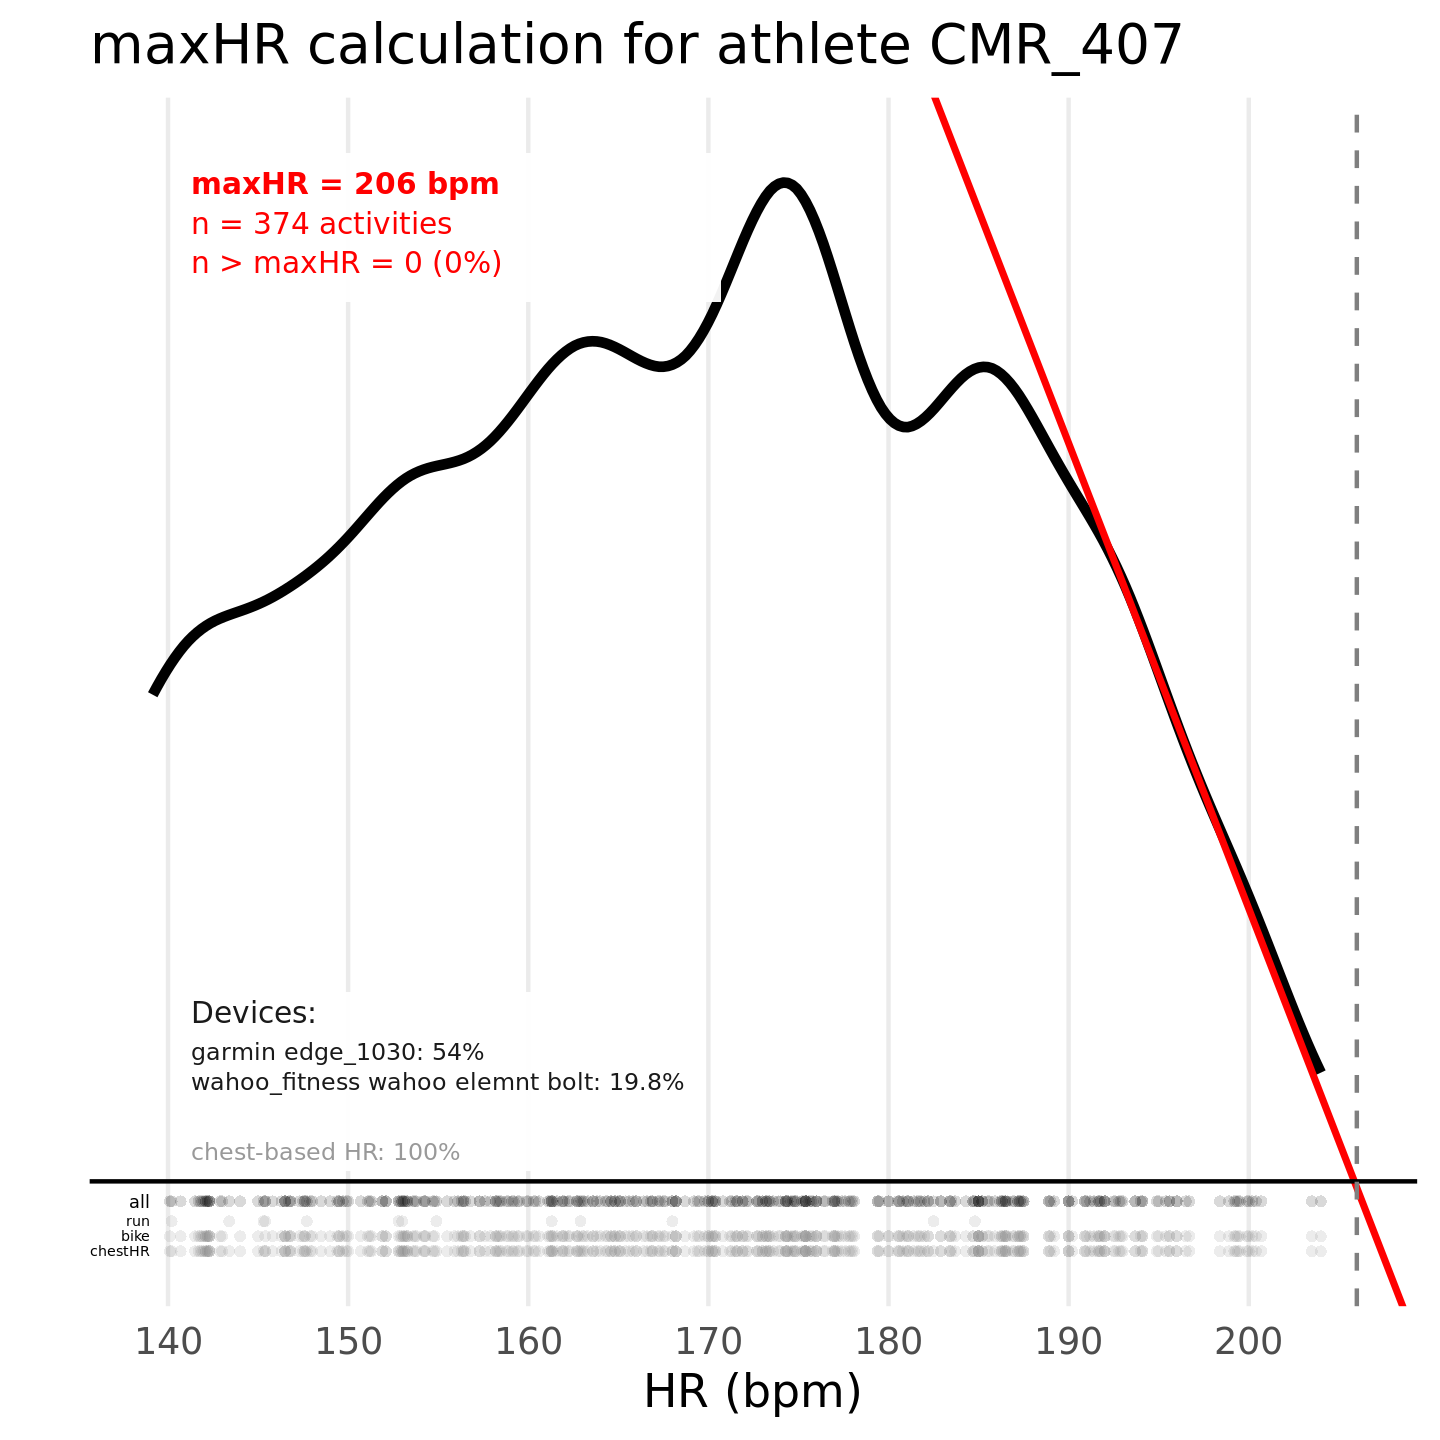 maxHR calculation for athlete CMR_407
maxHR = 206 bpm
n = 374 activities
n > maxHR = 0 (0%)
Devices:
garmin edge_1030: 54%
wahoo_fitness wahoo elemnt bolt: 19.8%
chest-based HR: 100%
all
run
bike
chestHR
140 150 160 170 180 190 200
HR (bpm)